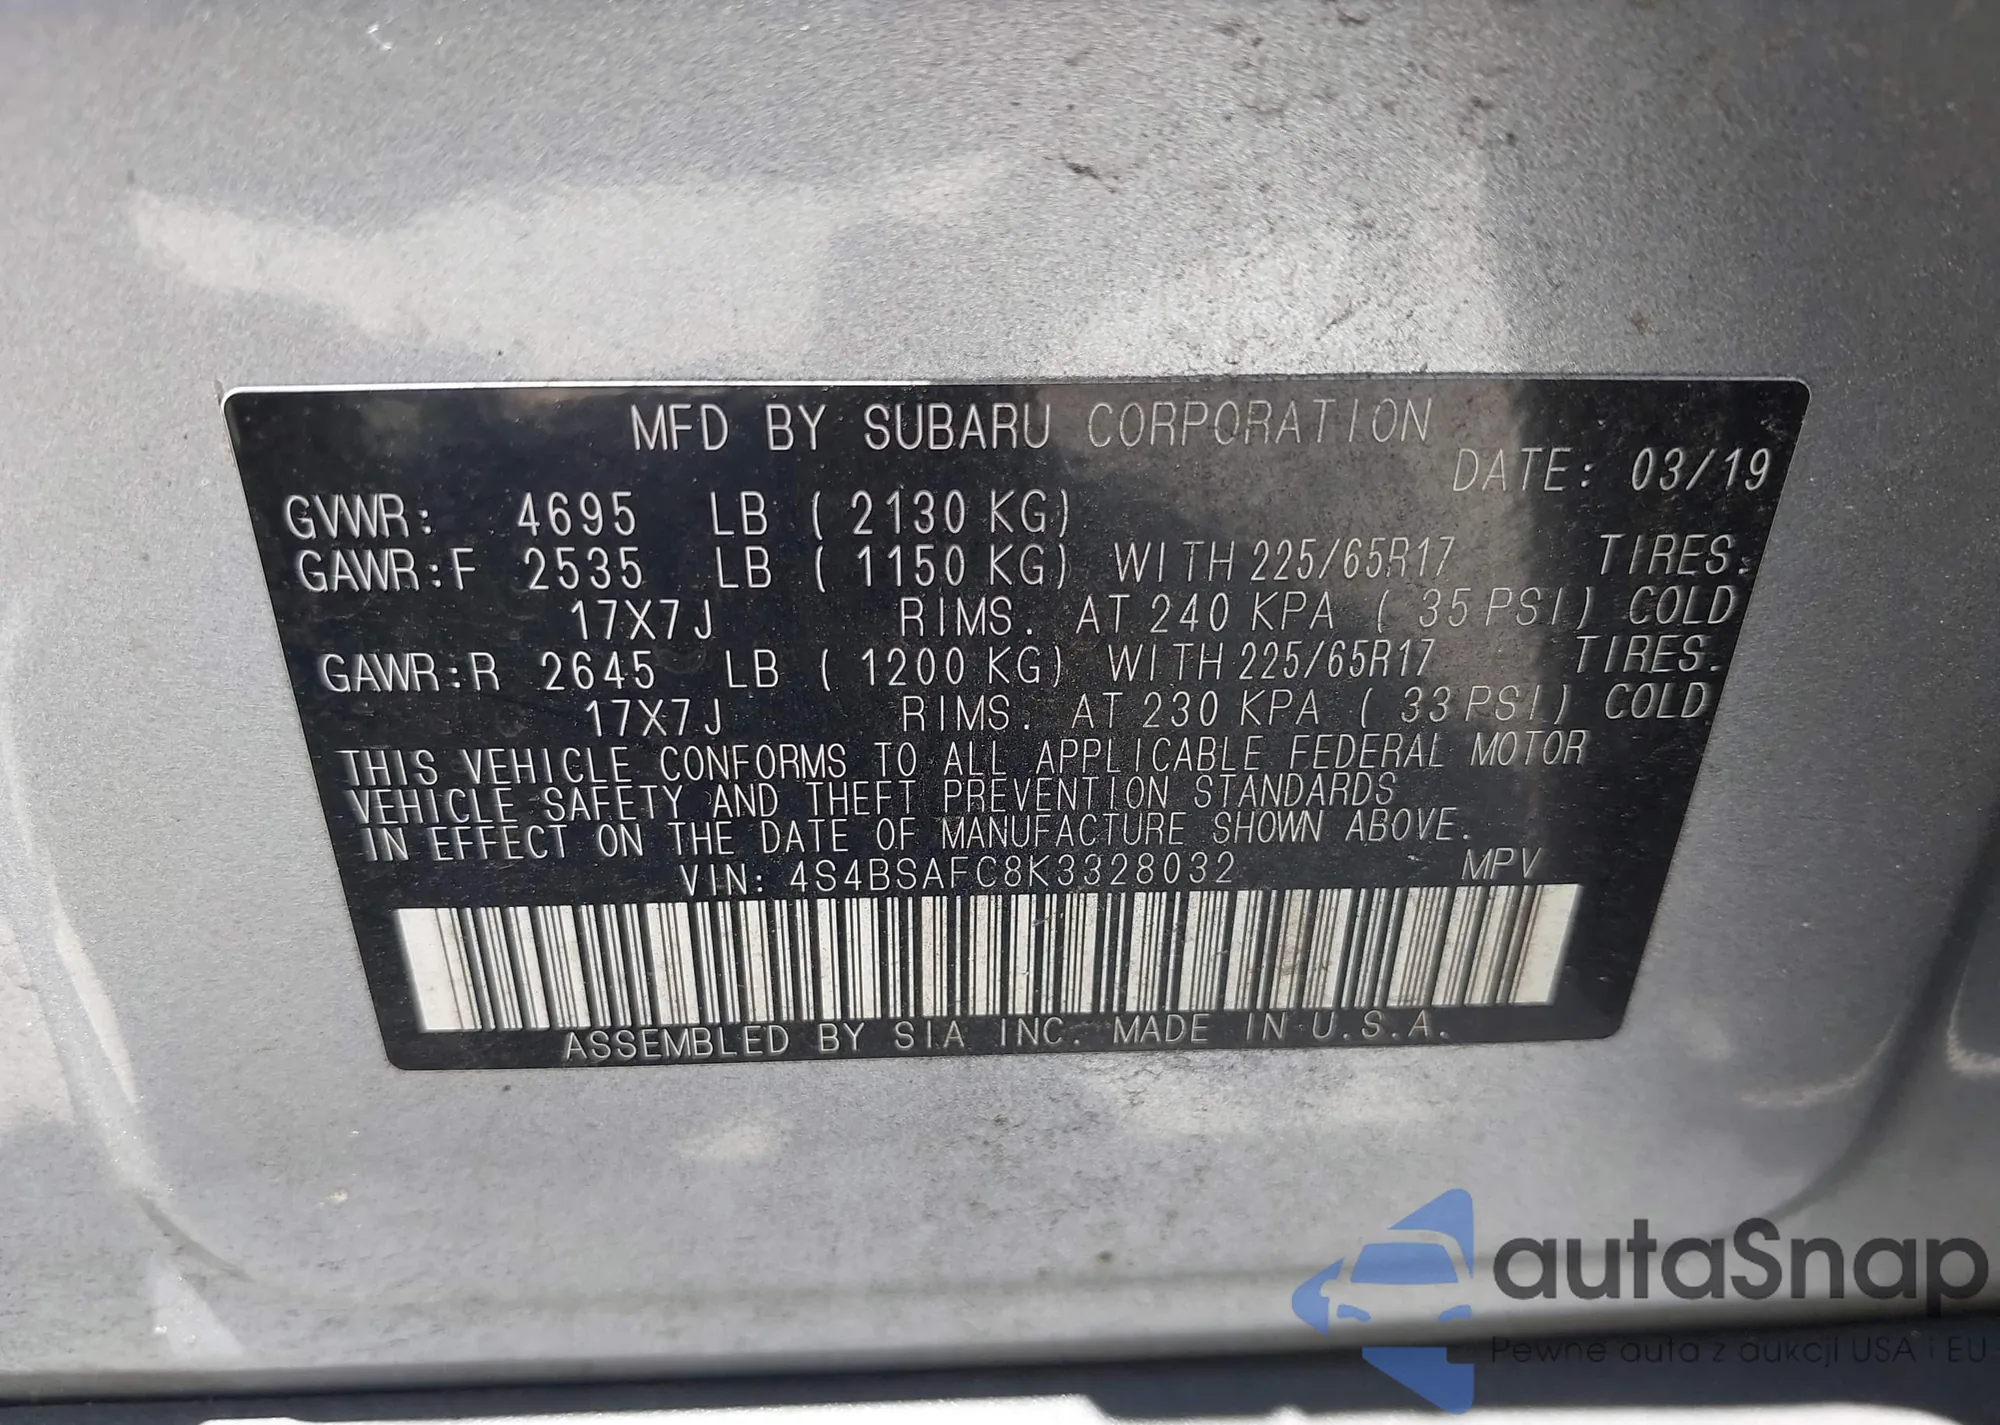 MFD BY SUBARU CORPORATION
DATE: 03/19
GVWR: 4695 LB ( 2130 KG)
GAWR:F 2535 LB ( 1150 KG) WITH 225/65R17 TIRES.
17X7J RIMS. AT 240 KPA ( 35 PSI) COLD
GAWR:R 2645 LB ( 1200 KG) WITH 225/65R17 TIRES.
17X7J RIMS. AT 230 KPA ( 33 PSI) COLD
THIS VEHICLE CONFORMS TO ALL APPLICABLE FEDERAL MOTOR
VEHICLE SAFETY AND THEFT PREVENTION STANDARDS
IN EFFECT ON THE DATE OF MANUFACTURE SHOWN ABOVE.
VIN: 4S4BSAFC8K3328032 MPV
ASSEMBLED BY SIA INC. MADE IN U.S.A.
autaSnap
Pewne auta z aukcji USA i EU